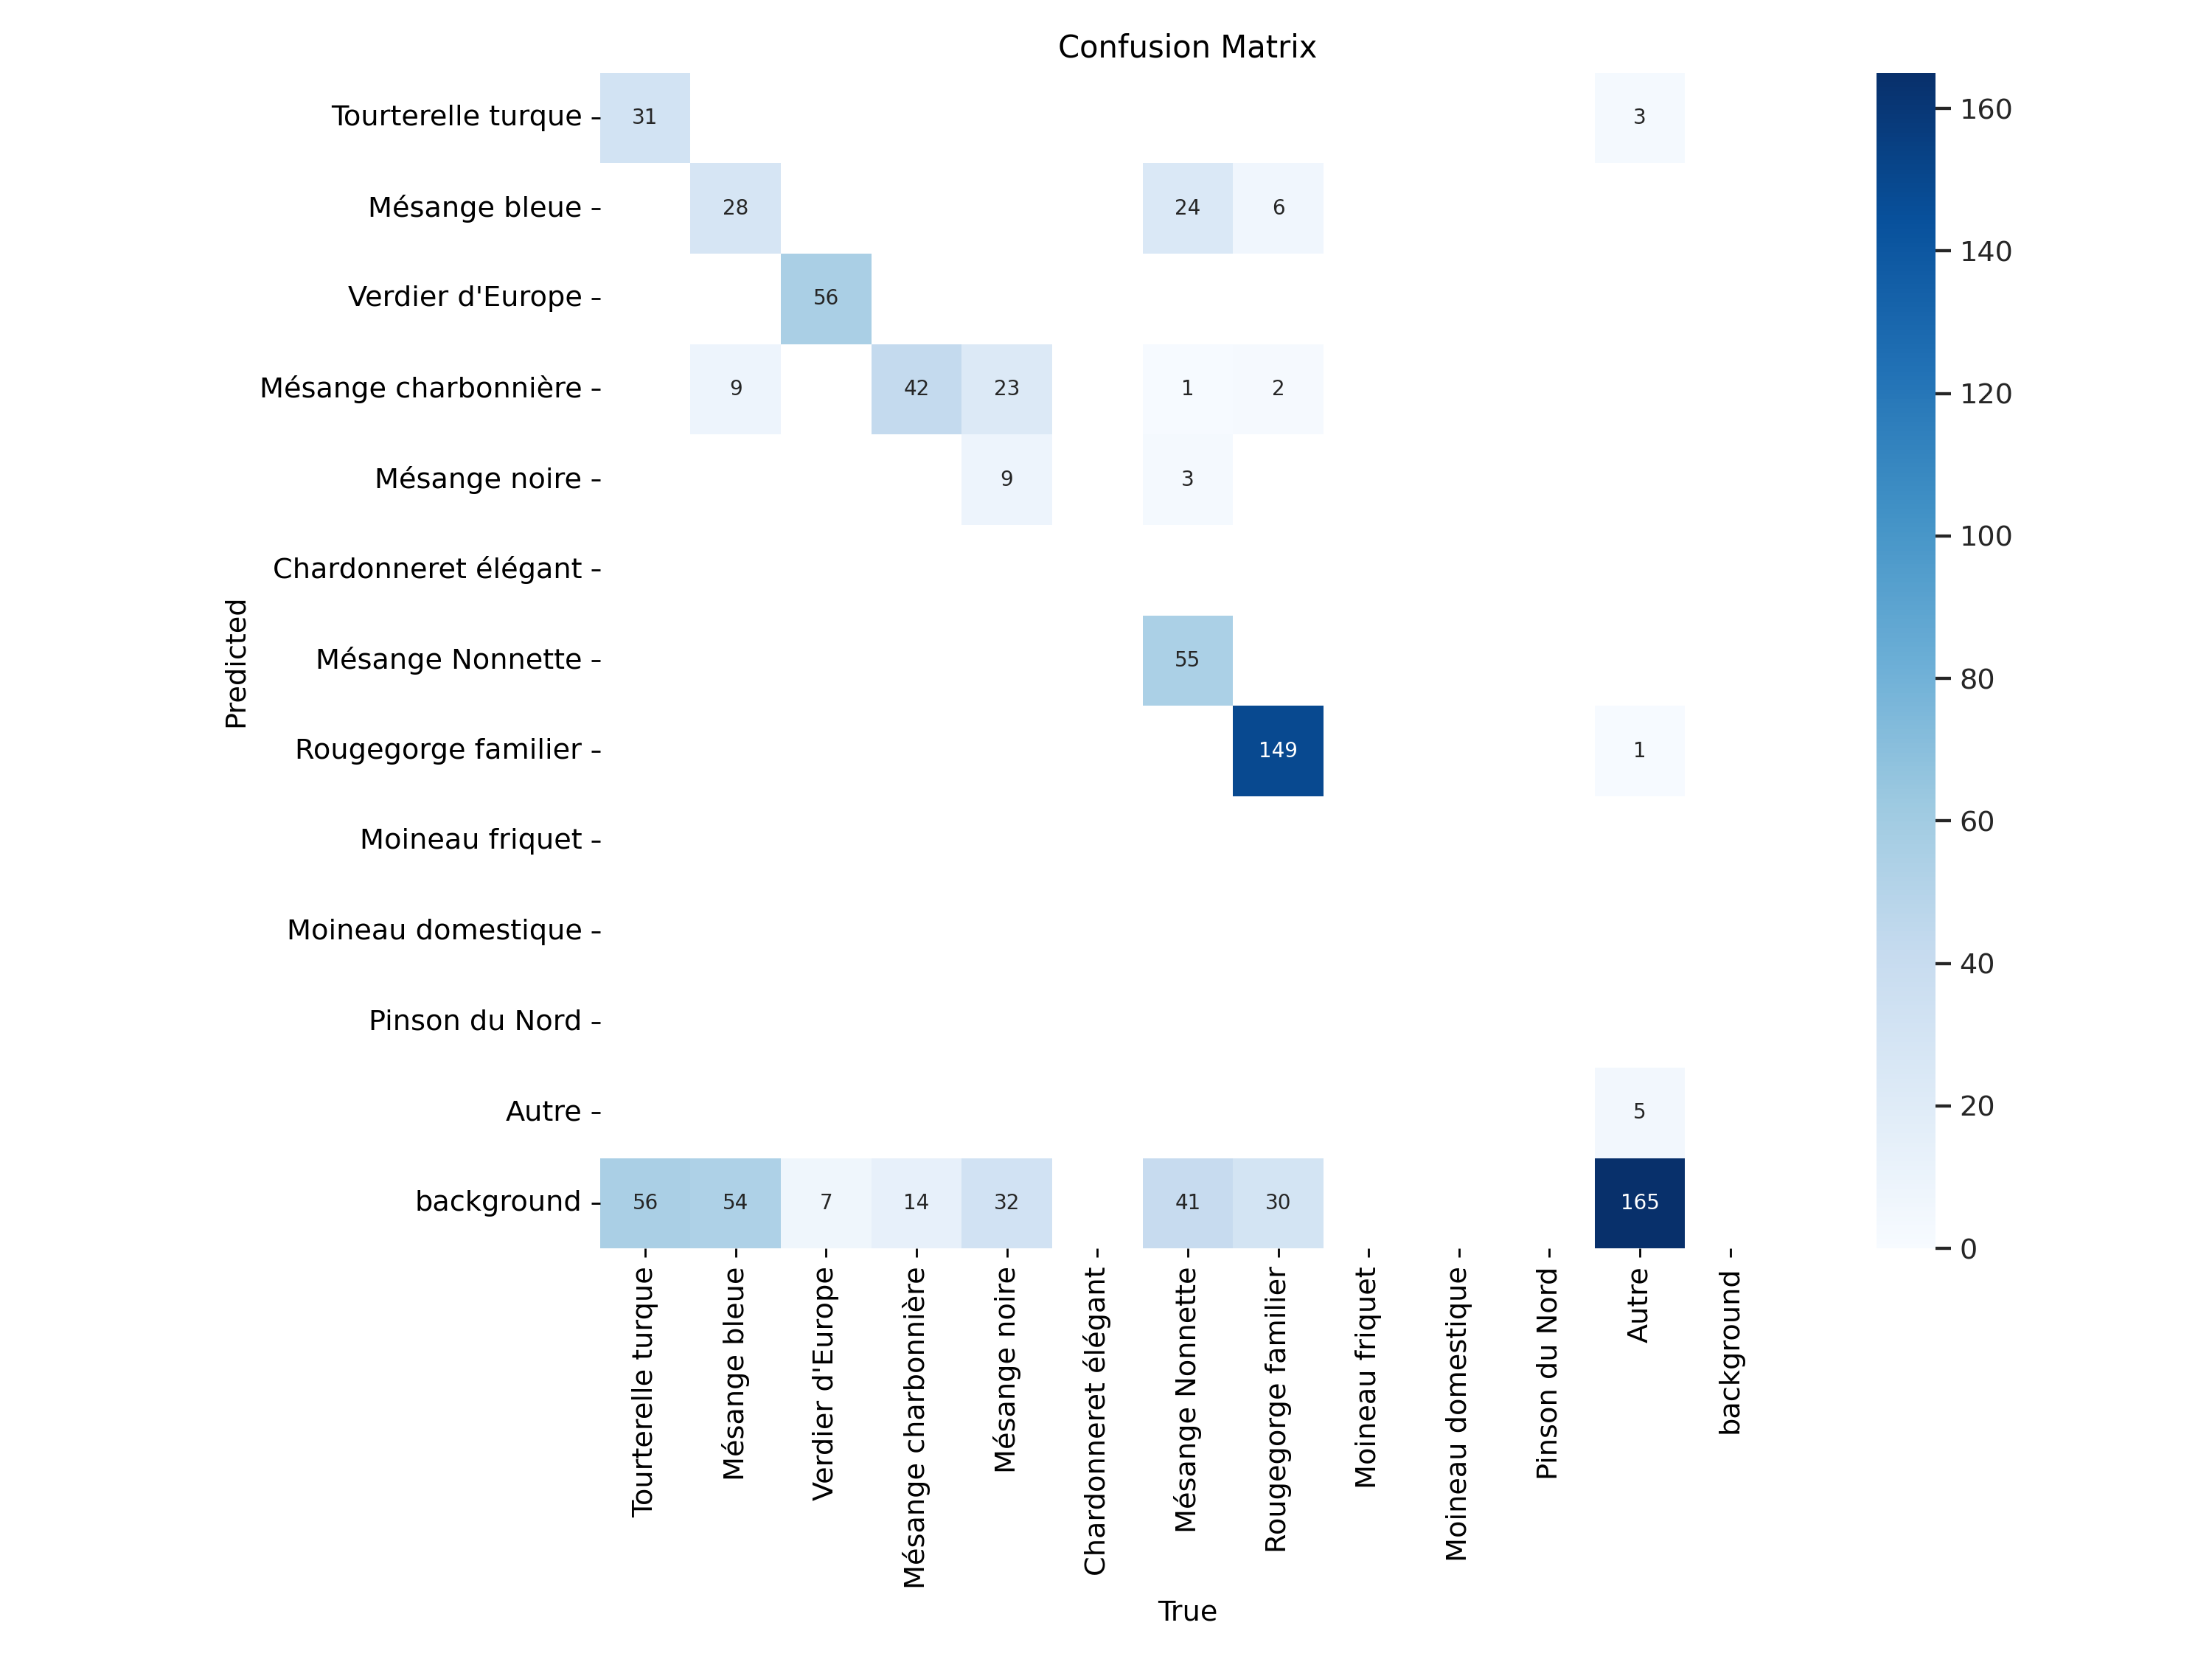 Confusion Matrix
Tourterelle turque
31
3
160
Mésange bleue
28
24
6
140
Verdier d'Europe
56
120
Mésange charbonnière
9
42
23
1
2
Mésange noire
9
3
100
Chardonneret élégant
Predicted
Mésange Nonnette
55
80
Rougegorge familier
149
1
60
Moineau friquet
Moineau domestique
40
Pinson du Nord
Autre
5
20
background
56
54
7
14
32
41
30
165
0
Tourterelle turque
Mésange bleue
Verdier d'Europe
Mésange charbonnière
Mésange noire
Chardonneret élégant
Mésange Nonnette
Rougegorge familier
Moineau friquet
Moineau domestique
Pinson du Nord
Autre
background
True